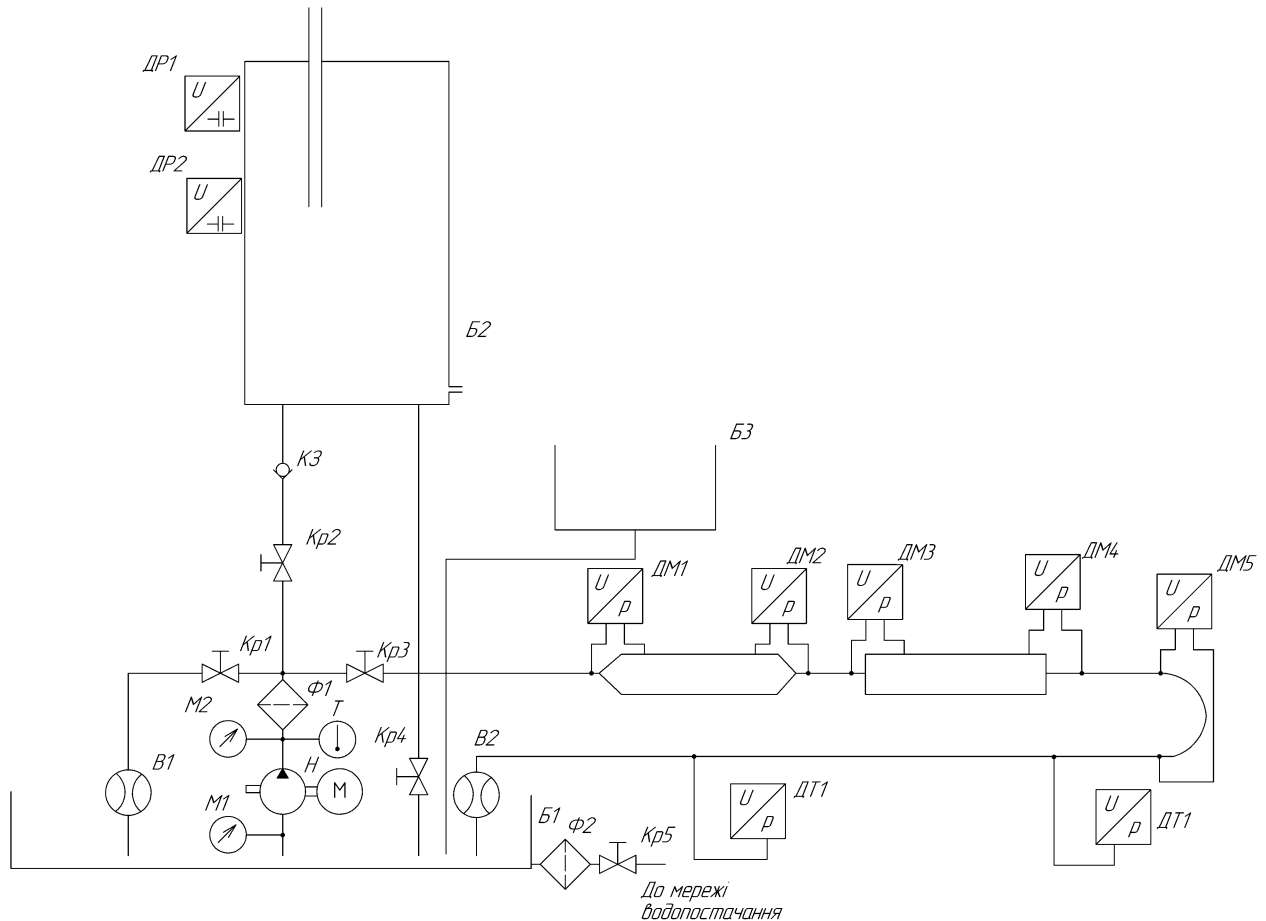 ДР1
U
ДР2
U
Б2
Б3
КЗ
Кр2
U
p
ДМ1
U
p
ДМ2
U
p
ДМ3
U
p
ДМ4
U
p
ДМ5
Кр1
Кр3
Ф1
М2
Т
Кр4
В2
В1
Н
М
М1
Б1
Ф2
Кр5
U
p
ДТ1
U
p
ДТ1
До мережі
водопостачання